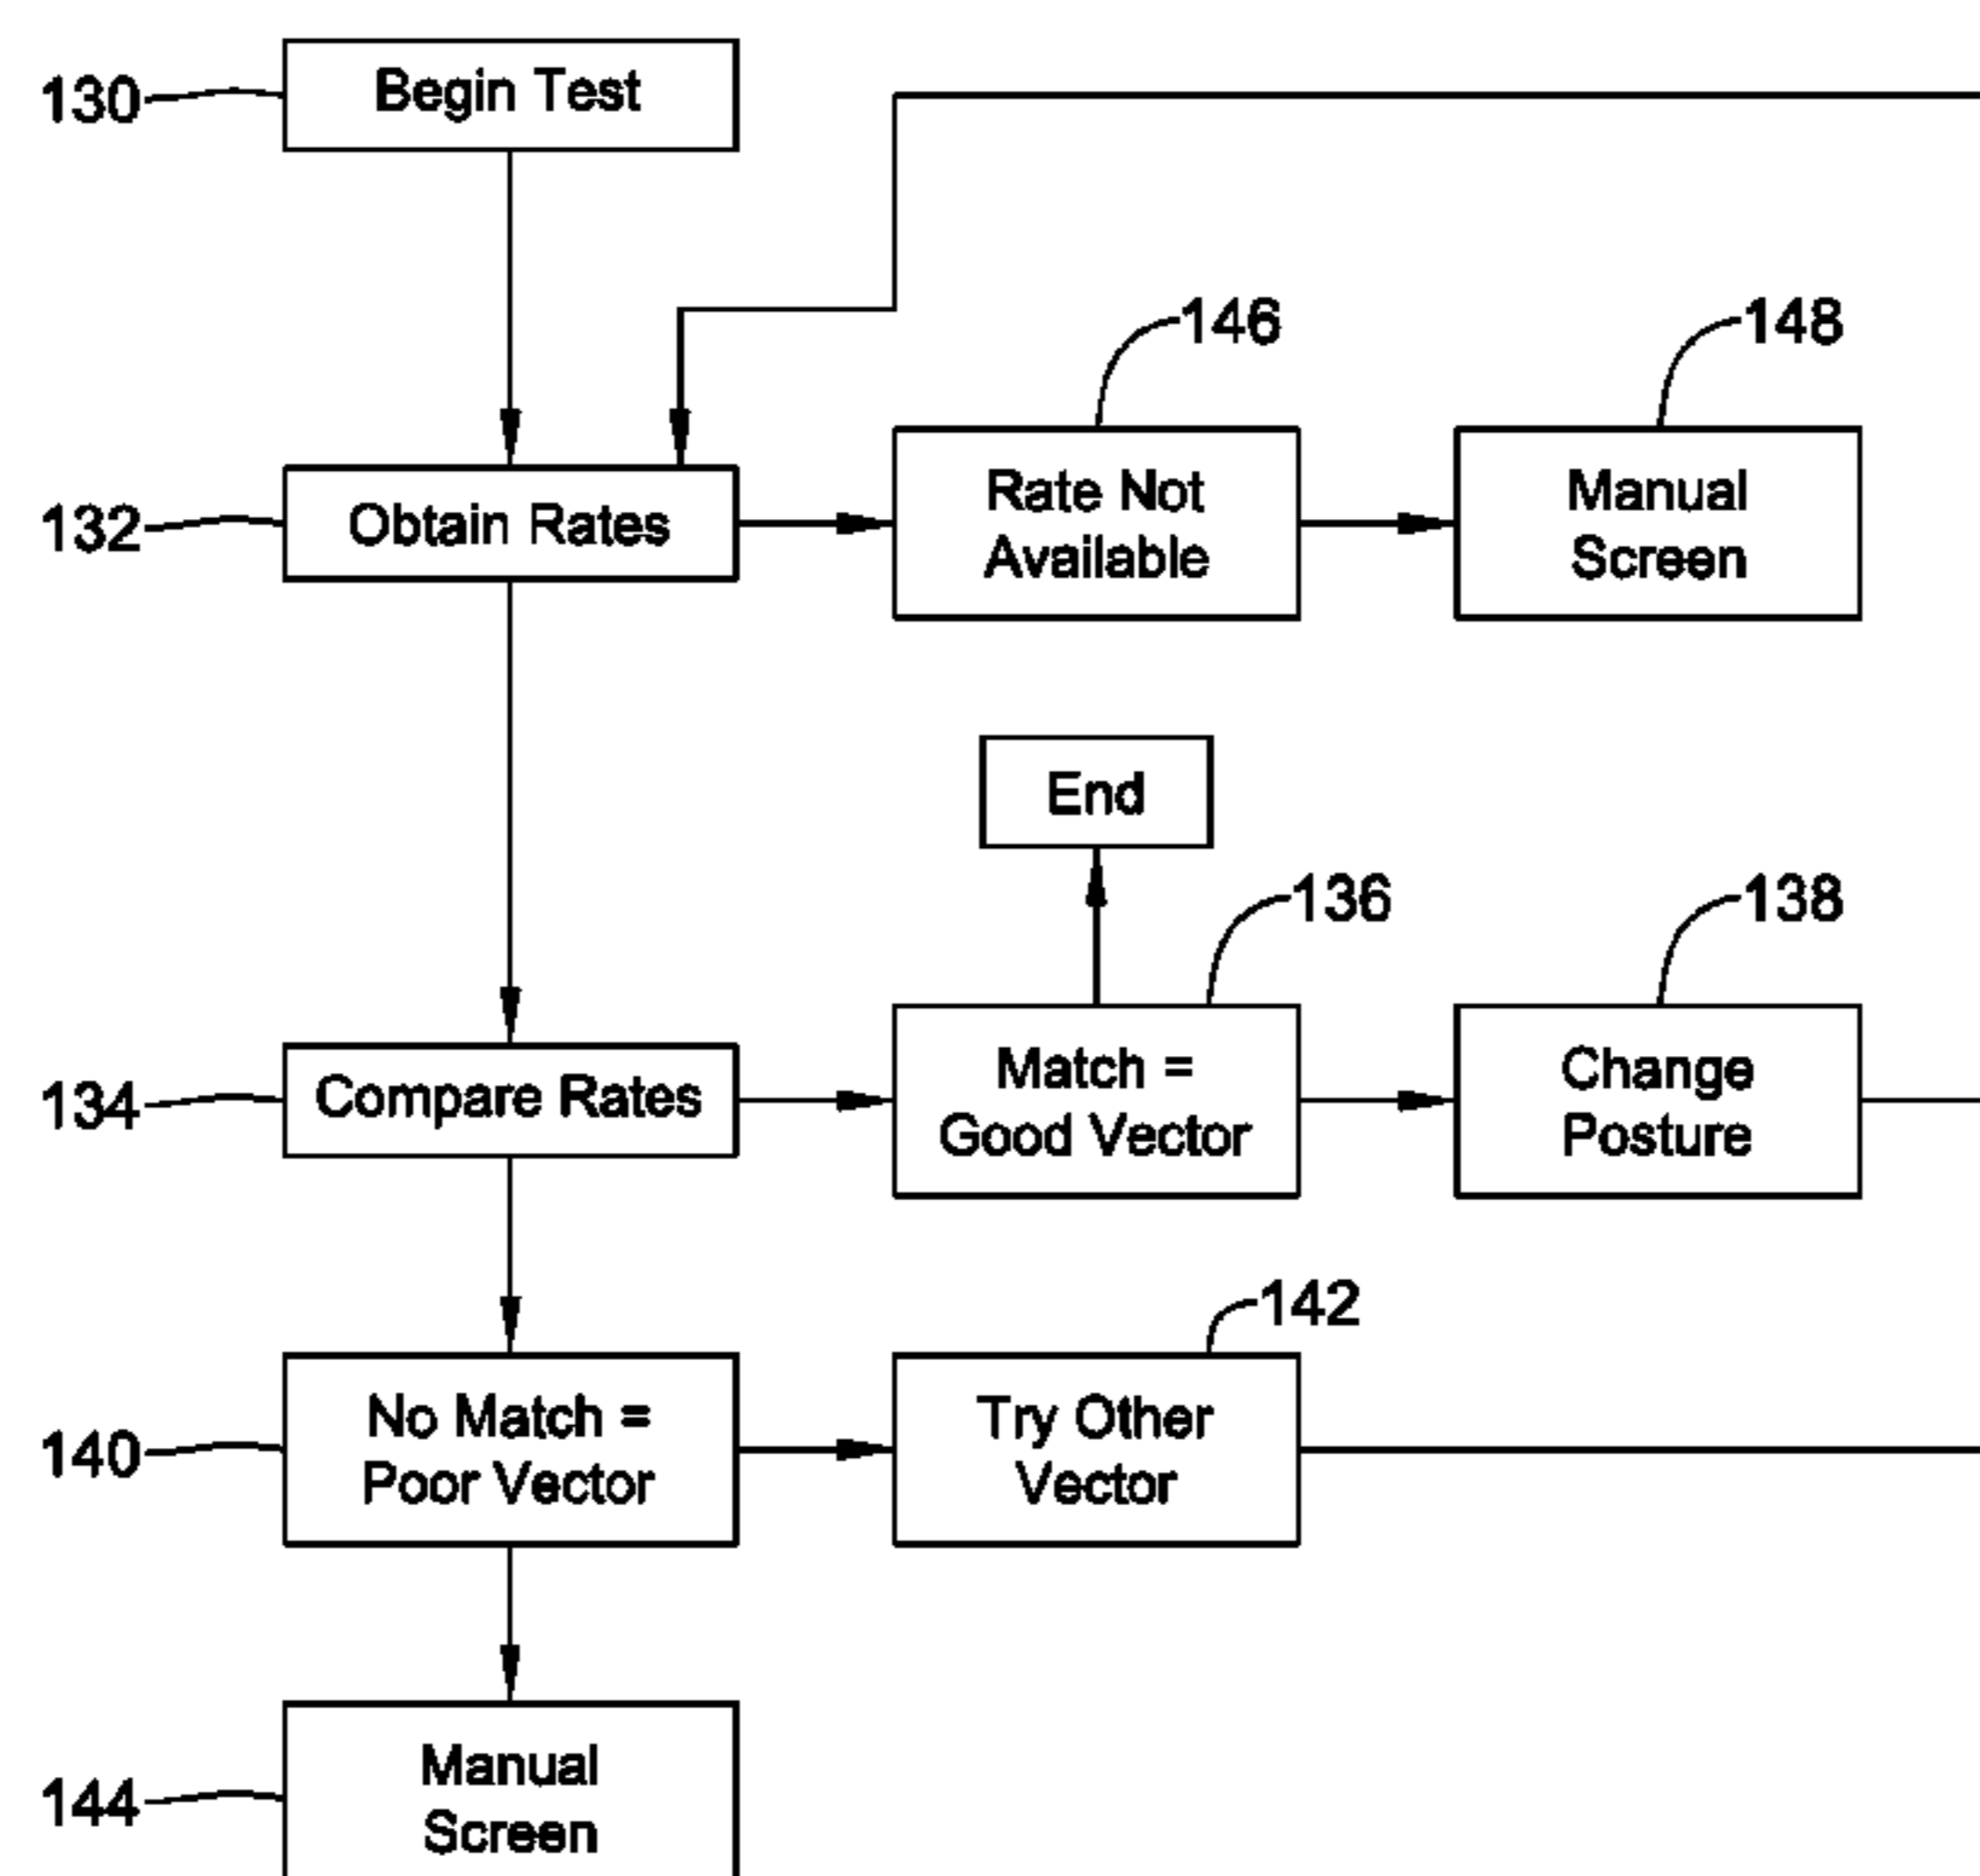 130
Begin Test
146
148
132
Obtain Rates
Rate Not
Available
Manual
Screen
End
136
138
134
Compare Rates
Match =
Good Vector
Change
Posture
142
140
No Match =
Poor Vector
Try Other
Vector
144
Manual
Screen